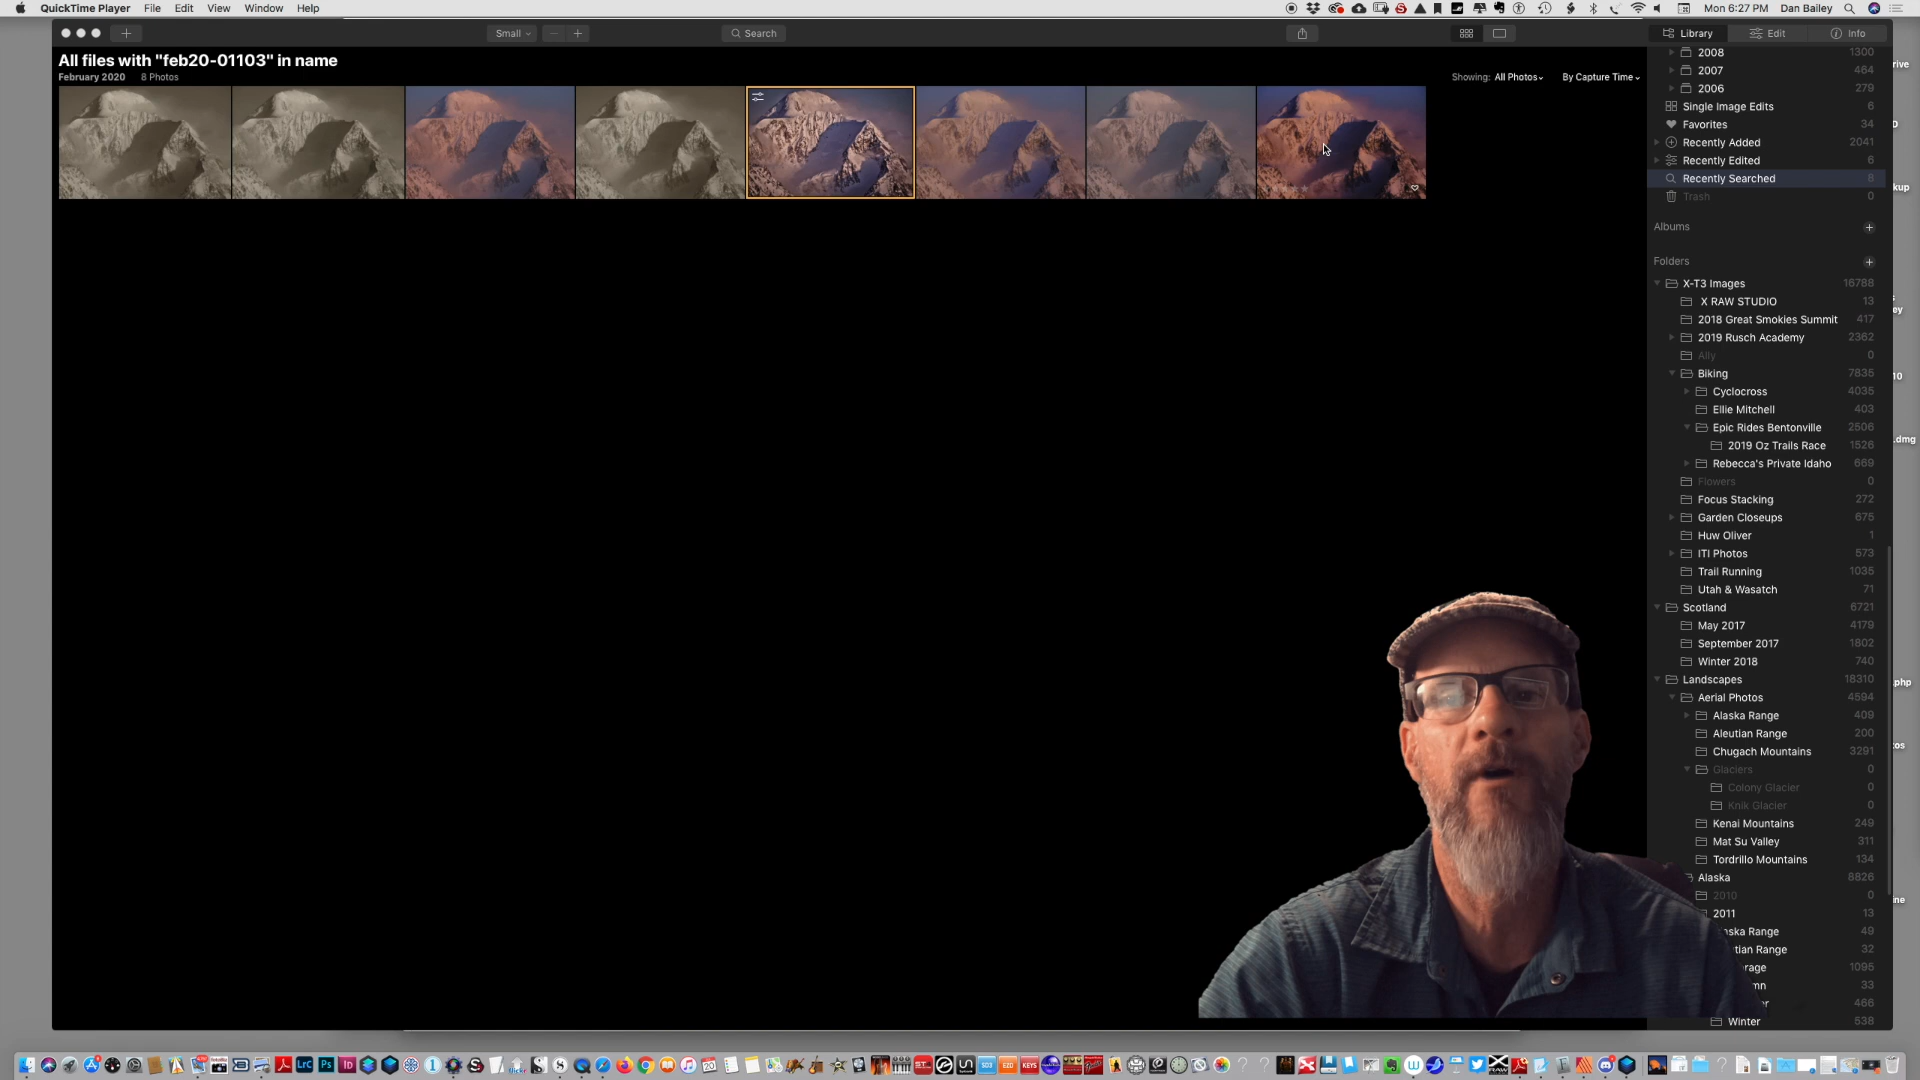 QuickTime Player File Edit View Window Help Mon 6:27 PM Dan Bailey
Small Search Library Edit Info
All files with "feb20-01103" in name
February 2020 8 Photos Showing: All Photos By Capture Time
2008 1300
2007 464
2006 279
Single Image Edits 6
Favorites 34
Recently Added 2041
Recently Edited 6
Recently Searched 8
Trash 0
Albums
Folders
X-T3 Images 16788
X RAW STUDIO 13
2018 Great Smokies Summit 417
2019 Rusch Academy 2362
Ally 0
Biking 7835
Cyclocross 4035
Ellie Mitchell 403
Epic Rides Bentonville 2506
2019 Oz Trails Race 1526
Rebecca's Private Idaho 669
Flowers 0
Focus Stacking 272
Garden Closeups 675
Huw Oliver 1
ITI Photos 573
Trail Running 1035
Utah & Wasatch 71
Scotland 6721
May 2017 4179
September 2017 1802
Winter 2018 740
Landscapes 18310
Aerial Photos 4594
Alaska Range 409
Aleutian Range 200
Chugach Mountains 3291
Glaciers 0
Colony Glacier 0
Knik Glacier 0
Kenai Mountains 249
Mat Su Valley 311
Tordrillo Mountains 134
Alaska 8826
2010 0
2011 13
ska Range 49
tian Range 32
rage 1095
mn 33
er 466
Winter 538
.dmg
.php